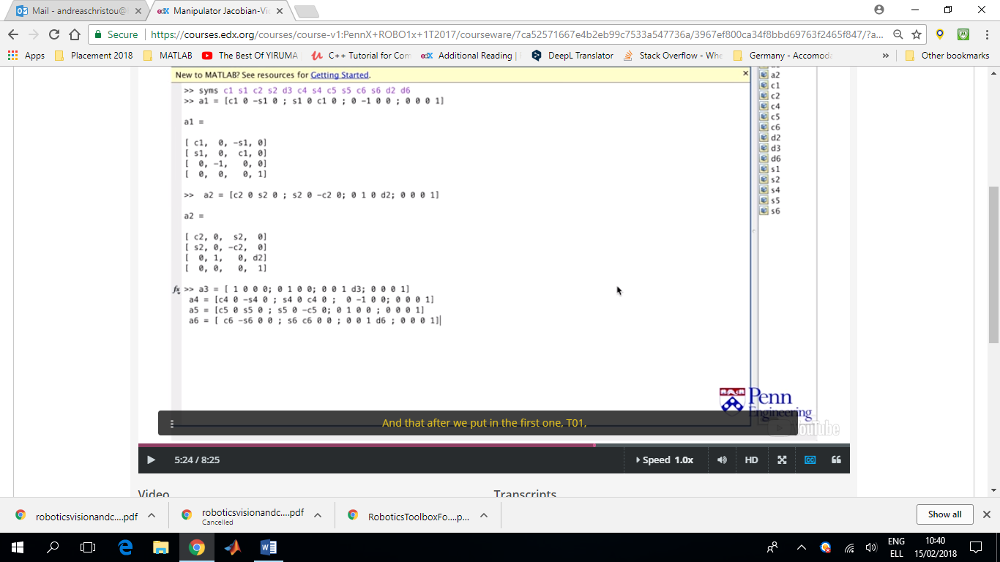 Mail - andreaschristou@
edX Manipulator Jacobian-Vi
Secure
https://courses.edx.org/courses/course-v1:PennX+ROBO1x+1T2017/courseware/7ca52571667e4b2eb99c7533a547736a/3967ef800ca34f8bbd69763f2465f847/?a...
Apps Placement 2018 MATLAB The Best Of YIRUMA C++ Tutorial for Com edX Additional Reading | DeepL Translator Stack Overflow - Whe Germany - Accomoda » Other bookmarks
New to MATLAB? See resources for Getting Started.
>> syms c1 s1 c2 s2 d3 c4 s4 c5 s5 c6 s6 d2 d6
>> a1 = [c1 0 -s1 0 ; s1 0 c1 0 ; 0 -1 0 0 ; 0 0 0 1]
a1 =
[ c1, 0, -s1, 0]
[ s1, 0, c1, 0]
[ 0, -1, 0, 0]
[ 0, 0, 0, 1]
>> a2 = [c2 0 s2 0 ; s2 0 -c2 0; 0 1 0 d2; 0 0 0 1]
a2 =
[ c2, 0, s2, 0]
[ s2, 0, -c2, 0]
[ 0, 1, 0, d2]
[ 0, 0, 0, 1]
fx >> a3 = [ 1 0 0 0; 0 1 0 0; 0 0 1 d3; 0 0 0 1]
a4 = [c4 0 -s4 0 ; s4 0 c4 0 ; 0 -1 0 0; 0 0 0 1]
a5 = [c5 0 s5 0 ; s5 0 -c5 0; 0 1 0 0 ; 0 0 0 1]
a6 = [ c6 -s6 0 0 ; s6 c6 0 0 ; 0 0 1 d6 ; 0 0 0 1]
a2
c1
c2
c4
c5
c6
d2
d3
d6
s1
s2
s4
s5
s6
Penn
Engineering
And that after we put in the first one, T01,
YouTube
5:24 / 8:25
Speed 1.0x
HD
CC
Video
Transcripts
roboticsvisionandc....pdf
roboticsvisionandc....pdf
Cancelled
RoboticsToolboxFo....p...
Show all
ENG
ELL
10:40
15/02/2018